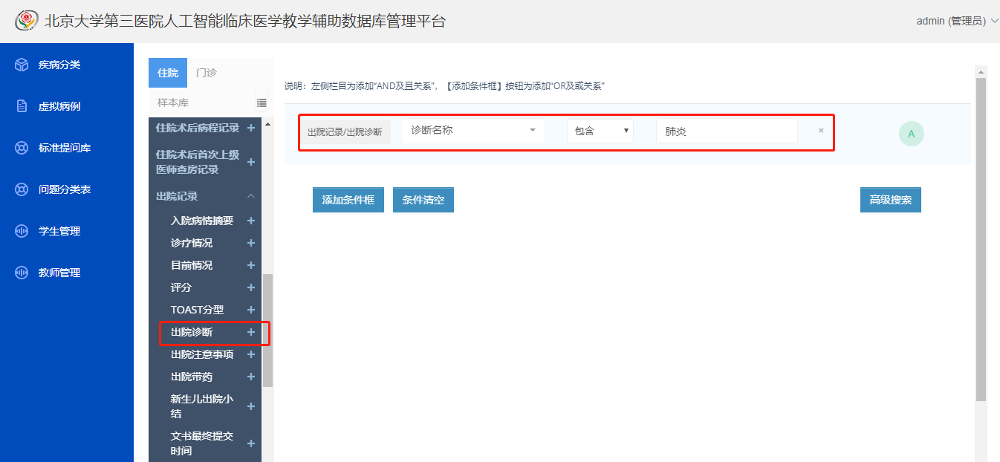 北京大学第三医院人工智能临床医学教学辅助数据库管理平台
admin (管理员)
疾病分类
虚拟病例
标准提问库
问题分类表
学生管理
教师管理
住院
门诊
样本库
住院术后病程记录
住院术后首次上级
医师查房记录
出院记录
入院病情摘要
诊疗情况
目前情况
评分
TOAST分型
出院诊断
出院注意事项
出院带药
新生儿出院小
结
文书最终提交
时间
说明：左侧栏目为添加“AND及且关系”，【添加条件框】按钮为添加“OR及或关系”
出院记录/出院诊断
诊断名称
包含
肺炎
×
A
添加条件框
条件清空
高级搜索